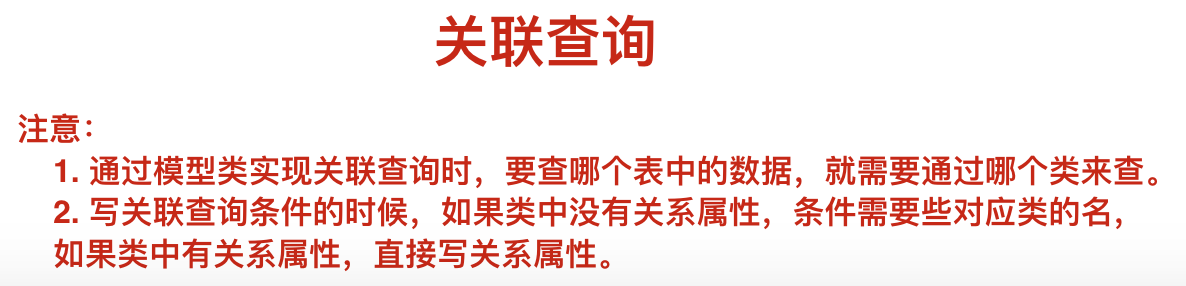 关联查询
注意：
1. 通过模型类实现关联查询时，要查哪个表中的数据，就需要通过哪个类来查。
2. 写关联查询条件的时候，如果类中没有关系属性，条件需要些对应类的名，
如果类中有关系属性，直接写关系属性。